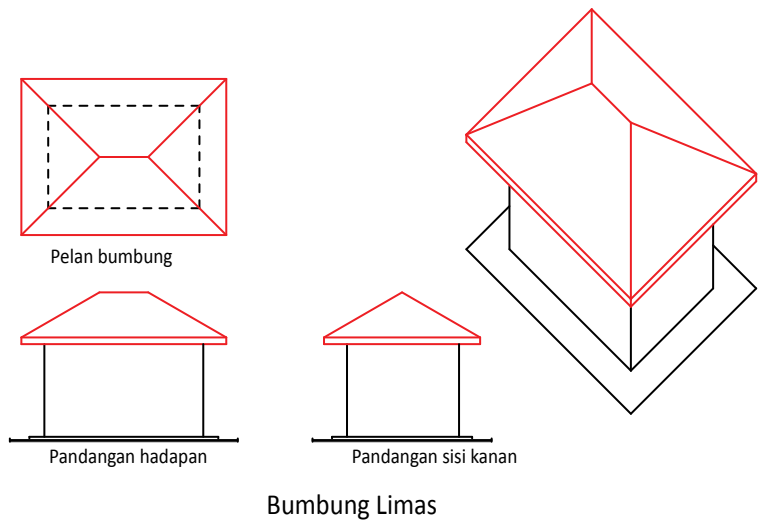 Pelan bumbung
Pandangan hadapan
Pandangan sisi kanan
Bumbung Limas